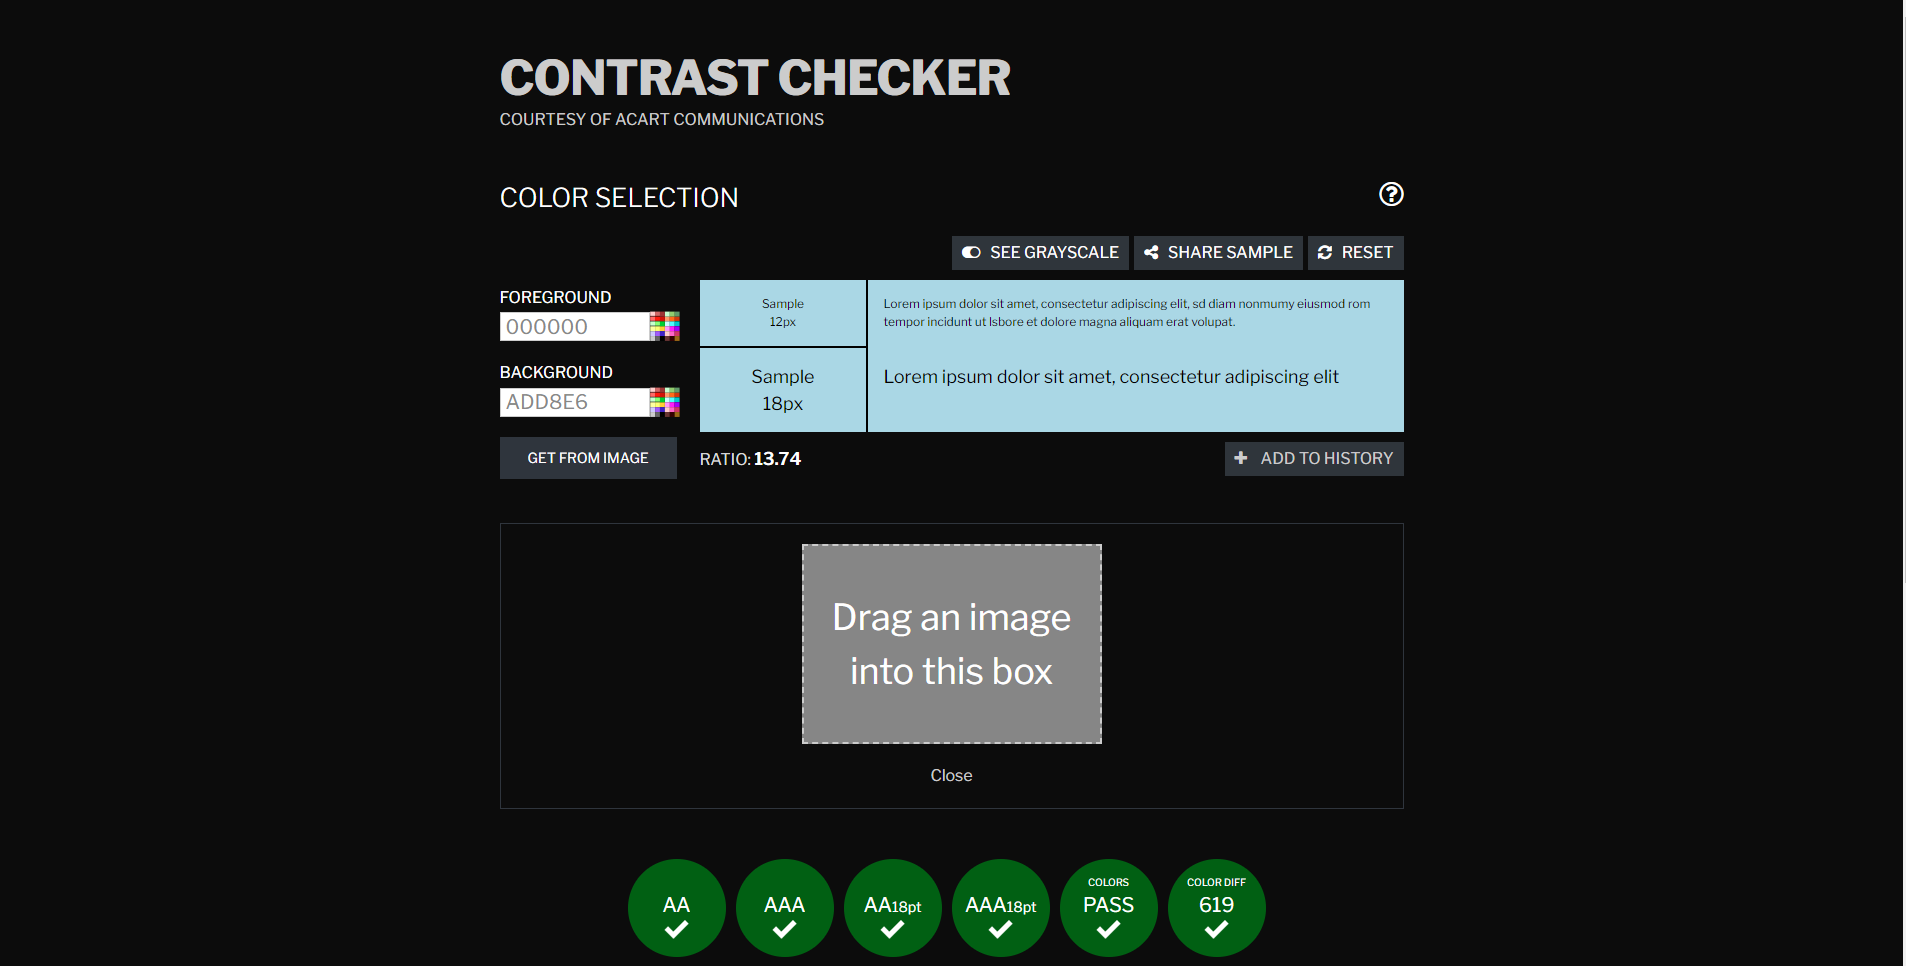 CONTRAST CHECKER
COURTESY OF ACART COMMUNICATIONS
COLOR SELECTION
SEE GRAYSCALE
SHARE SAMPLE
RESET
FOREGROUND
000000
BACKGROUND
ADD8E6
GET FROM IMAGE
Sample
12px
Lorem ipsum dolor sit amet, consectetur adipiscing elit, sd diam nonmumy eiusmod rom
tempor incidunt ut lsbore et dolore magna aliquam erat volupat.
Sample
18px
Lorem ipsum dolor sit amet, consectetur adipiscing elit
RATIO: 13.74
ADD TO HISTORY
Drag an image
into this box
Close
AA
AAA
AA18pt
AAA18pt
COLORS
PASS
COLOR DIFF
619